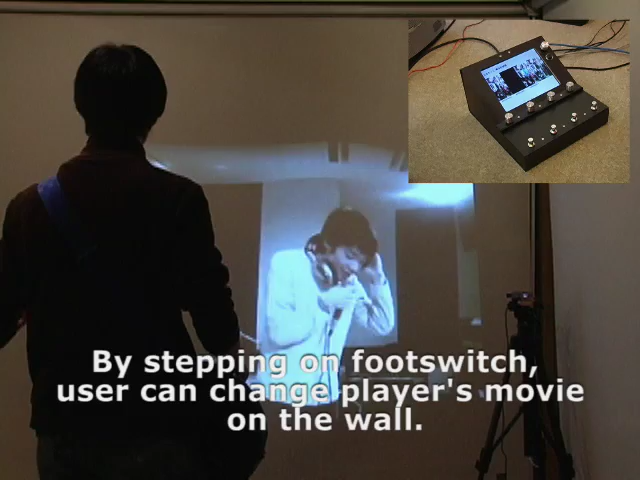 By stepping on footswitch,
user can change player's movie
on the wall.